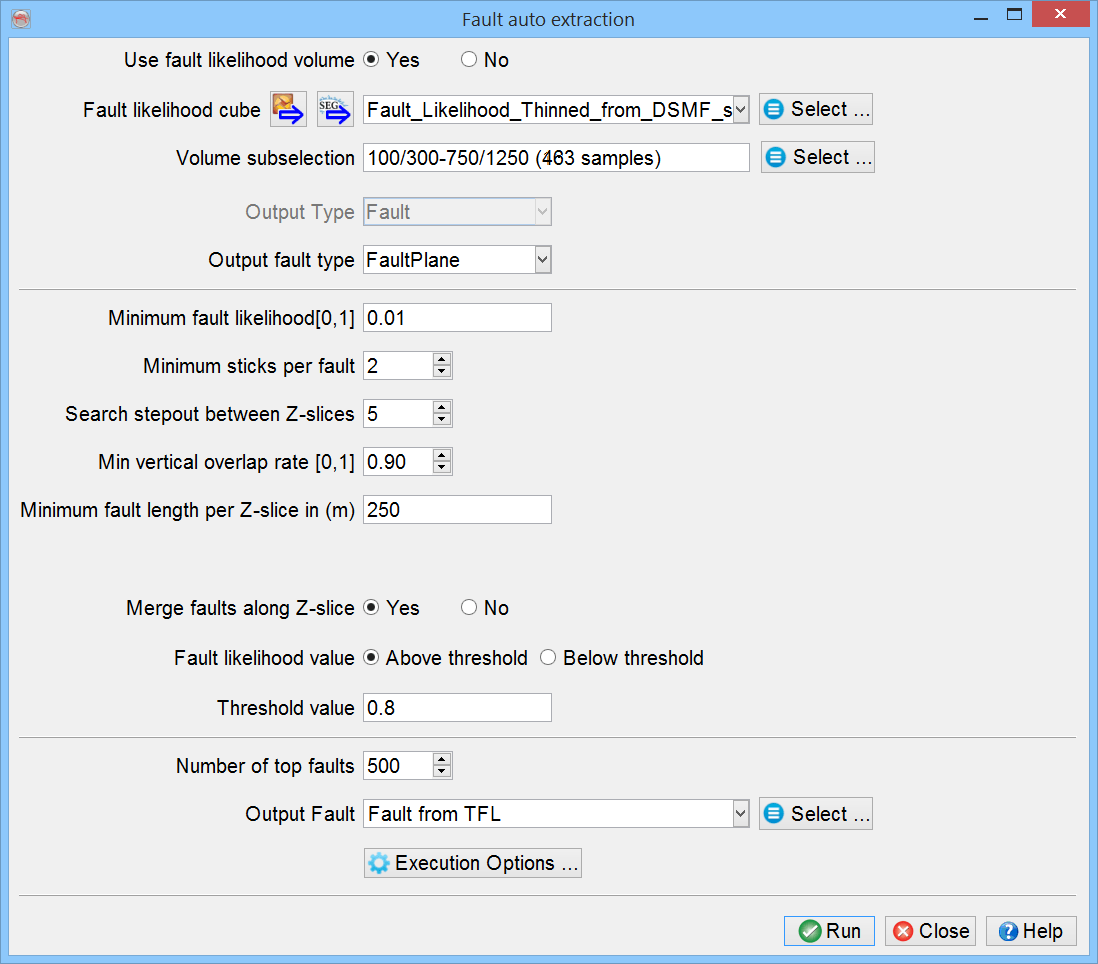 Fault auto extraction
Use fault likelihood volume Yes No
Fault likelihood cube SEG Fault_Likelihood_Thinned_from_DSMF_s Select ...
Volume subselection 100/300-750/1250 (463 samples) Select ...
Output Type Fault
Output fault type FaultPlane
Minimum fault likelihood[0,1] 0.01
Minimum sticks per fault 2
Search stepout between Z-slices 5
Min vertical overlap rate [0,1] 0.90
Minimum fault length per Z-slice in (m) 250
Merge faults along Z-slice Yes No
Fault likelihood value Above threshold Below threshold
Threshold value 0.8
Number of top faults 500
Output Fault Fault from TFL Select ...
Execution Options ...
Run Close Help